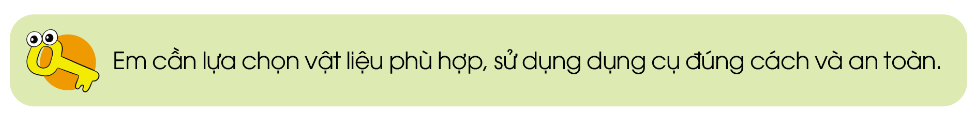 Em cần lựa chọn vật liệu phù hợp, sử dụng dụng cụ đúng cách và an toàn.